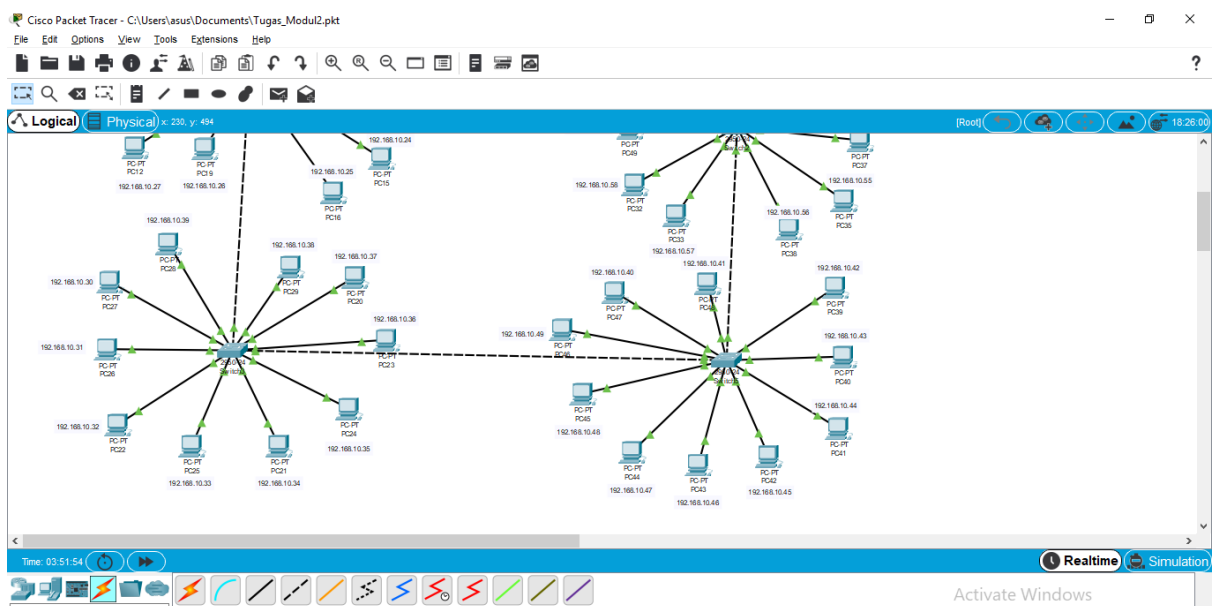 Cisco Packet Tracer - C:\Users\asus\Documents\Tugas_Modul2.pkt
File Edit Options View Tools Extensions Help
?
Logical Physical x: 230, y: 494 [Root] 18:26:00
PC-PT
PC12
192.168.10.27
PC-PT
PC19
192.168.10.26
192.168.10.24
192.168.10.25
PC-PT
PC15
PC-PT
PC16
PC49
2950-24
PC37
192.168.10.58
PC-PT
PC32
192.168.10.55
PC-PT
PC35
PC-PT
PC33
192.168.10.57
192.168.10.56
PC-PT
PC38
192.168.10.39
PC-PT
PC28
192.168.10.38
PC-PT
PC29
192.168.10.37
PC-PT
PC20
192.168.10.30
PC-PT
PC27
192.168.10.36
PC-PT
PC23
192.168.10.31
PC-PT
PC26
2950-24
192.168.10.32
PC-PT
PC22
PC-PT
PC25
192.168.10.33
PC-PT
PC21
192.168.10.34
PC-PT
PC24
192.168.10.35
192.168.10.40
PC-PT
PC47
192.168.10.41
PC-PT
192.168.10.42
PC-PT
PC39
192.168.10.49
PC-PT
PC46
192.168.10.43
PC-PT
PC40
2950-24
PC-PT
PC45
192.168.10.48
192.168.10.44
PC-PT
PC41
PC-PT
PC44
192.168.10.47
PC-PT
PC43
192.168.10.46
PC-PT
PC42
192.168.10.45
Time: 03:51:54
Realtime Simulation
Activate Windows